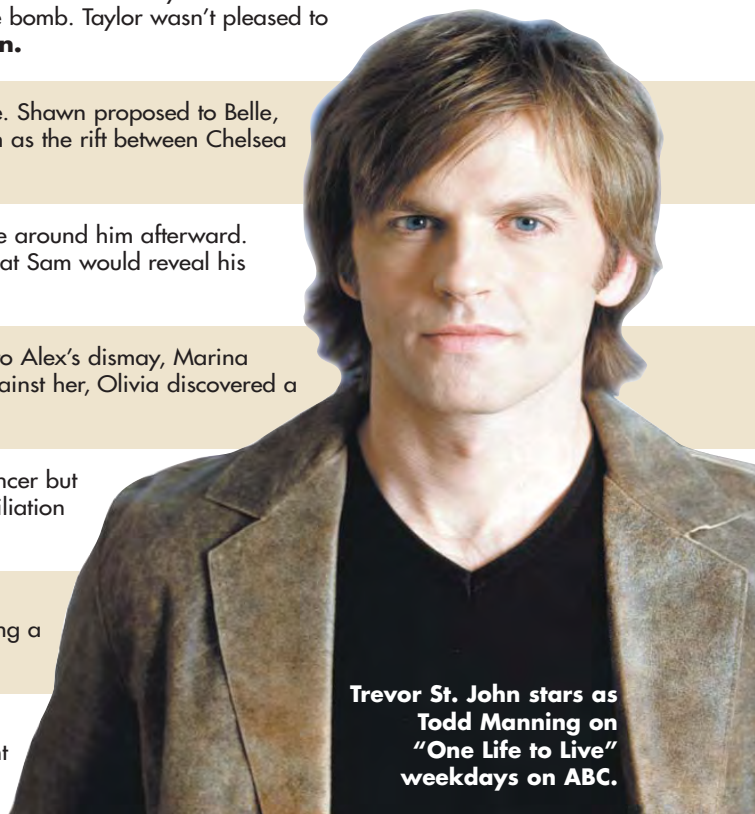 e bomb. Taylor wasn’t pleased to
n.
e. Shawn proposed to Belle,
n as the rift between Chelsea
e around him afterward.
at Sam would reveal his
o Alex’s dismay, Marina
ainst her, Olivia discovered a
ncer but
iliation
ng a
nt
Trevor St. John stars as
Todd Manning on
“One Life to Live”
weekdays on ABC.